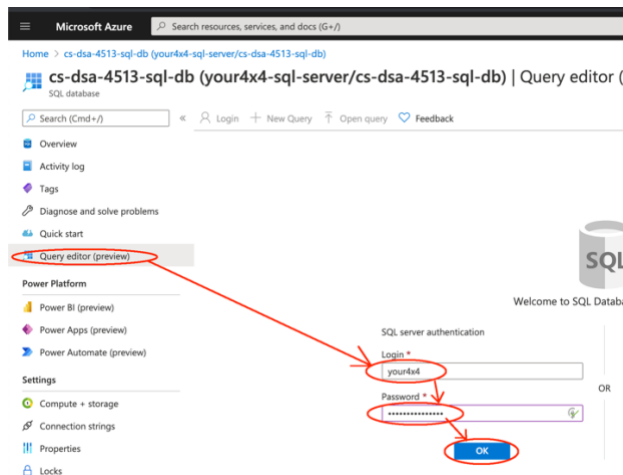 Microsoft Azure
Search resources, services, and docs (G+/)
Home > cs-dsa-4513-sql-db (your4x4-sql-server/cs-dsa-4513-sql-db)
cs-dsa-4513-sql-db (your4x4-sql-server/cs-dsa-4513-sql-db) | Query editor (
SQL database
Search (Cmd+/)
«
Login
New Query
Open query
Feedback
Overview
Activity log
Tags
Diagnose and solve problems
Quick start
Query editor (preview)
Power Platform
Power BI (preview)
Power Apps (preview)
Power Automate (preview)
Settings
Compute + storage
Connection strings
Properties
Locks
SQL
Welcome to SQL Databa
SQL server authentication
Login *
your4x4
Password *
OK
OR